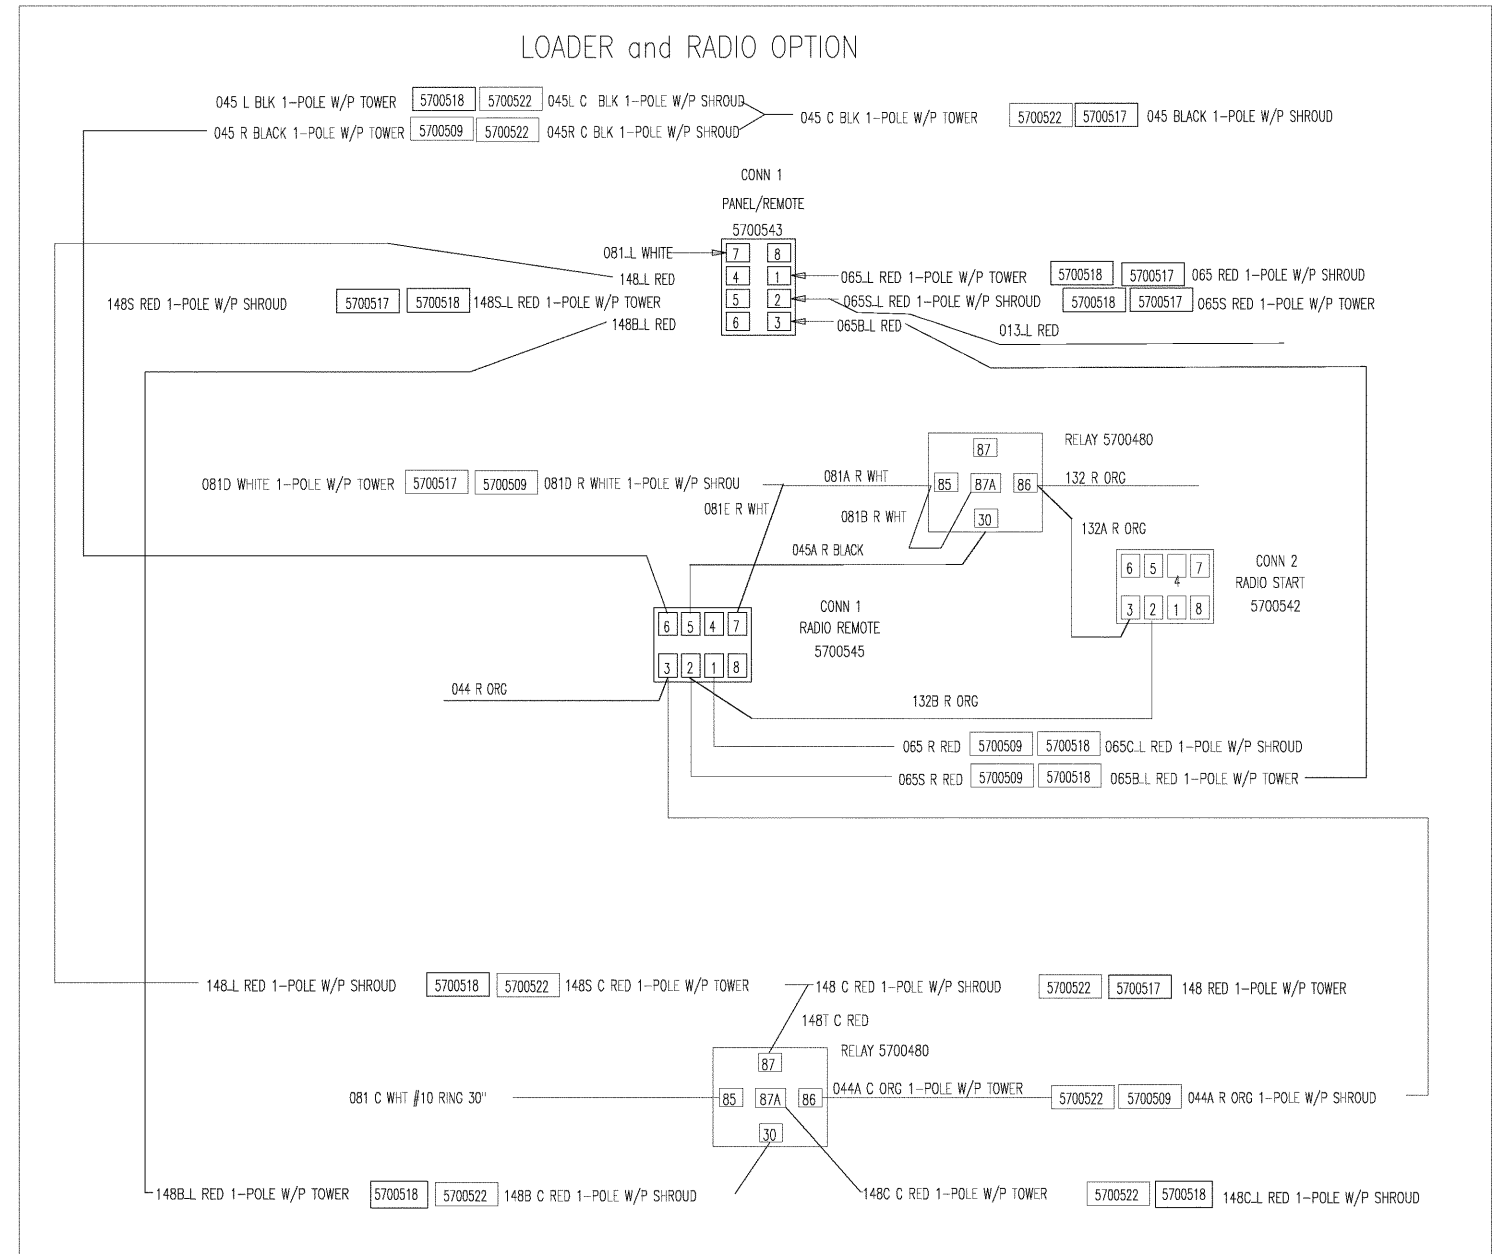 LOADER and RADIO OPTION
045 L BLK 1-POLE W/P TOWER 5700518 5700522 045L C BLK 1-POLE W/P SHROUD
045 R BLACK 1-POLE W/P TOWER 5700509 5700522 045R C BLK 1-POLE W/P SHROUD
045 C BLK 1-POLE W/P TOWER 5700522 5700517 045 BLACK 1-POLE W/P SHROUD
CONN 1
PANEL/REMOTE
5700543
081_L WHITE 7 8
148_L RED 4 1 065_L RED 1-POLE W/P TOWER 5700518 5700517 065 RED 1-POLE W/P SHROUD
148S RED 1-POLE W/P SHROUD 5700517 5700518 148S_L RED 1-POLE W/P TOWER 5 2 065S_L RED 1-POLE W/P SHROUD 5700518 5700517 065S RED 1-POLE W/P TOWER
148B_L RED 6 3 065B_L RED
013_L RED
RELAY 5700480
87
081D WHITE 1-POLE W/P TOWER 5700517 5700509 081D R WHITE 1-POLE W/P SHROU
081A R WHT 85 87A 86 132 R ORG
081E R WHT
081B R WHT 30
132A R ORG
045A R BLACK
6 5 4 7
3 2 1 8
CONN 2
RADIO START
5700542
6 5 4 7
3 2 1 8
CONN 1
RADIO REMOTE
5700545
044 R ORG
132B R ORG
065 R RED 5700509 5700518 065C_L RED 1-POLE W/P SHROUD
065S R RED 5700509 5700518 065B_L RED 1-POLE W/P TOWER
148_L RED 1-POLE W/P SHROUD 5700518 5700522 148S C RED 1-POLE W/P TOWER
148 C RED 1-POLE W/P SHROUD 5700522 5700517 148 RED 1-POLE W/P TOWER
148T C RED
RELAY 5700480
87
081 C WHT #10 RING 30" 85 87A 86 044A C ORG 1-POLE W/P TOWER 5700522 5700509 044A R ORG 1-POLE W/P SHROUD
30
148B_L RED 1-POLE W/P TOWER 5700518 5700522 148B C RED 1-POLE W/P SHROUD
148C C RED 1-POLE W/P TOWER 5700522 5700518 148C_L RED 1-POLE W/P SHROUD